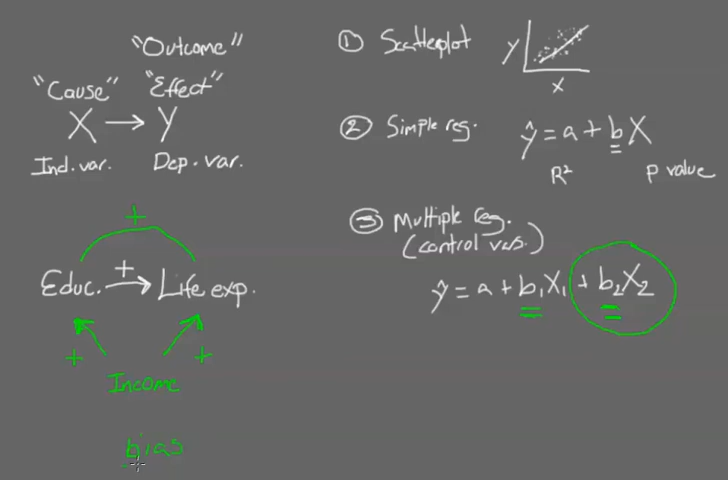 "Outcome"
"Cause" "Effect"
X → Y
Ind. var. Dep. var.
+
Educ. + → Life exp.
+ +
Income
bias
① Scatterplot
Y
X
② Simple reg. ŷ = a + bX
R² P value
③ Multiple reg.
(control vars.)
ŷ = a + b₁X₁ + b₂X₂